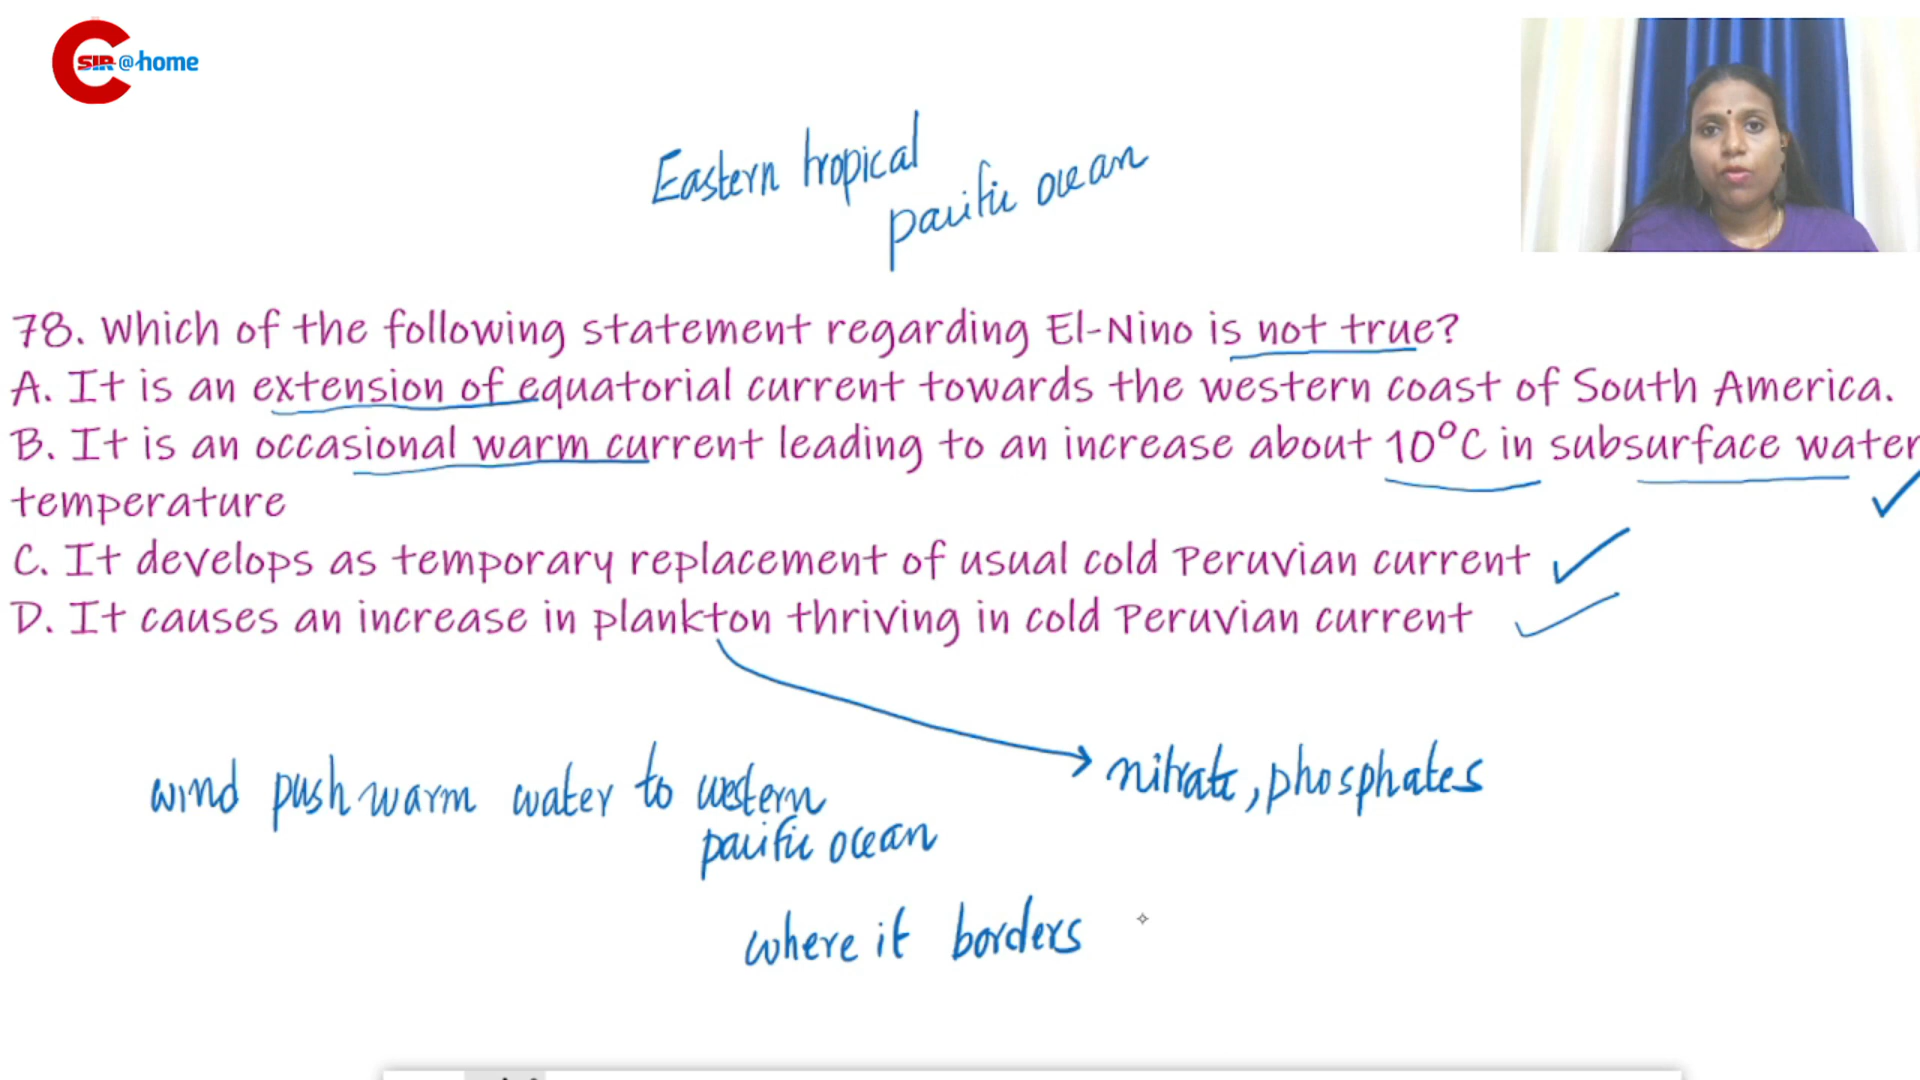 CSIR@home
Eastern tropical
pacific ocean
78. Which of the following statement regarding El-Nino is not true?
A. It is an extension of equatorial current towards the western coast of South America.
B. It is an occasional warm current leading to an increase about 10°C in subsurface water
temperature
C. It develops as temporary replacement of usual cold Peruvian current
D. It causes an increase in plankton thriving in cold Peruvian current
nitrate, phosphates
wind push warm water to western
pacific ocean
where it borders